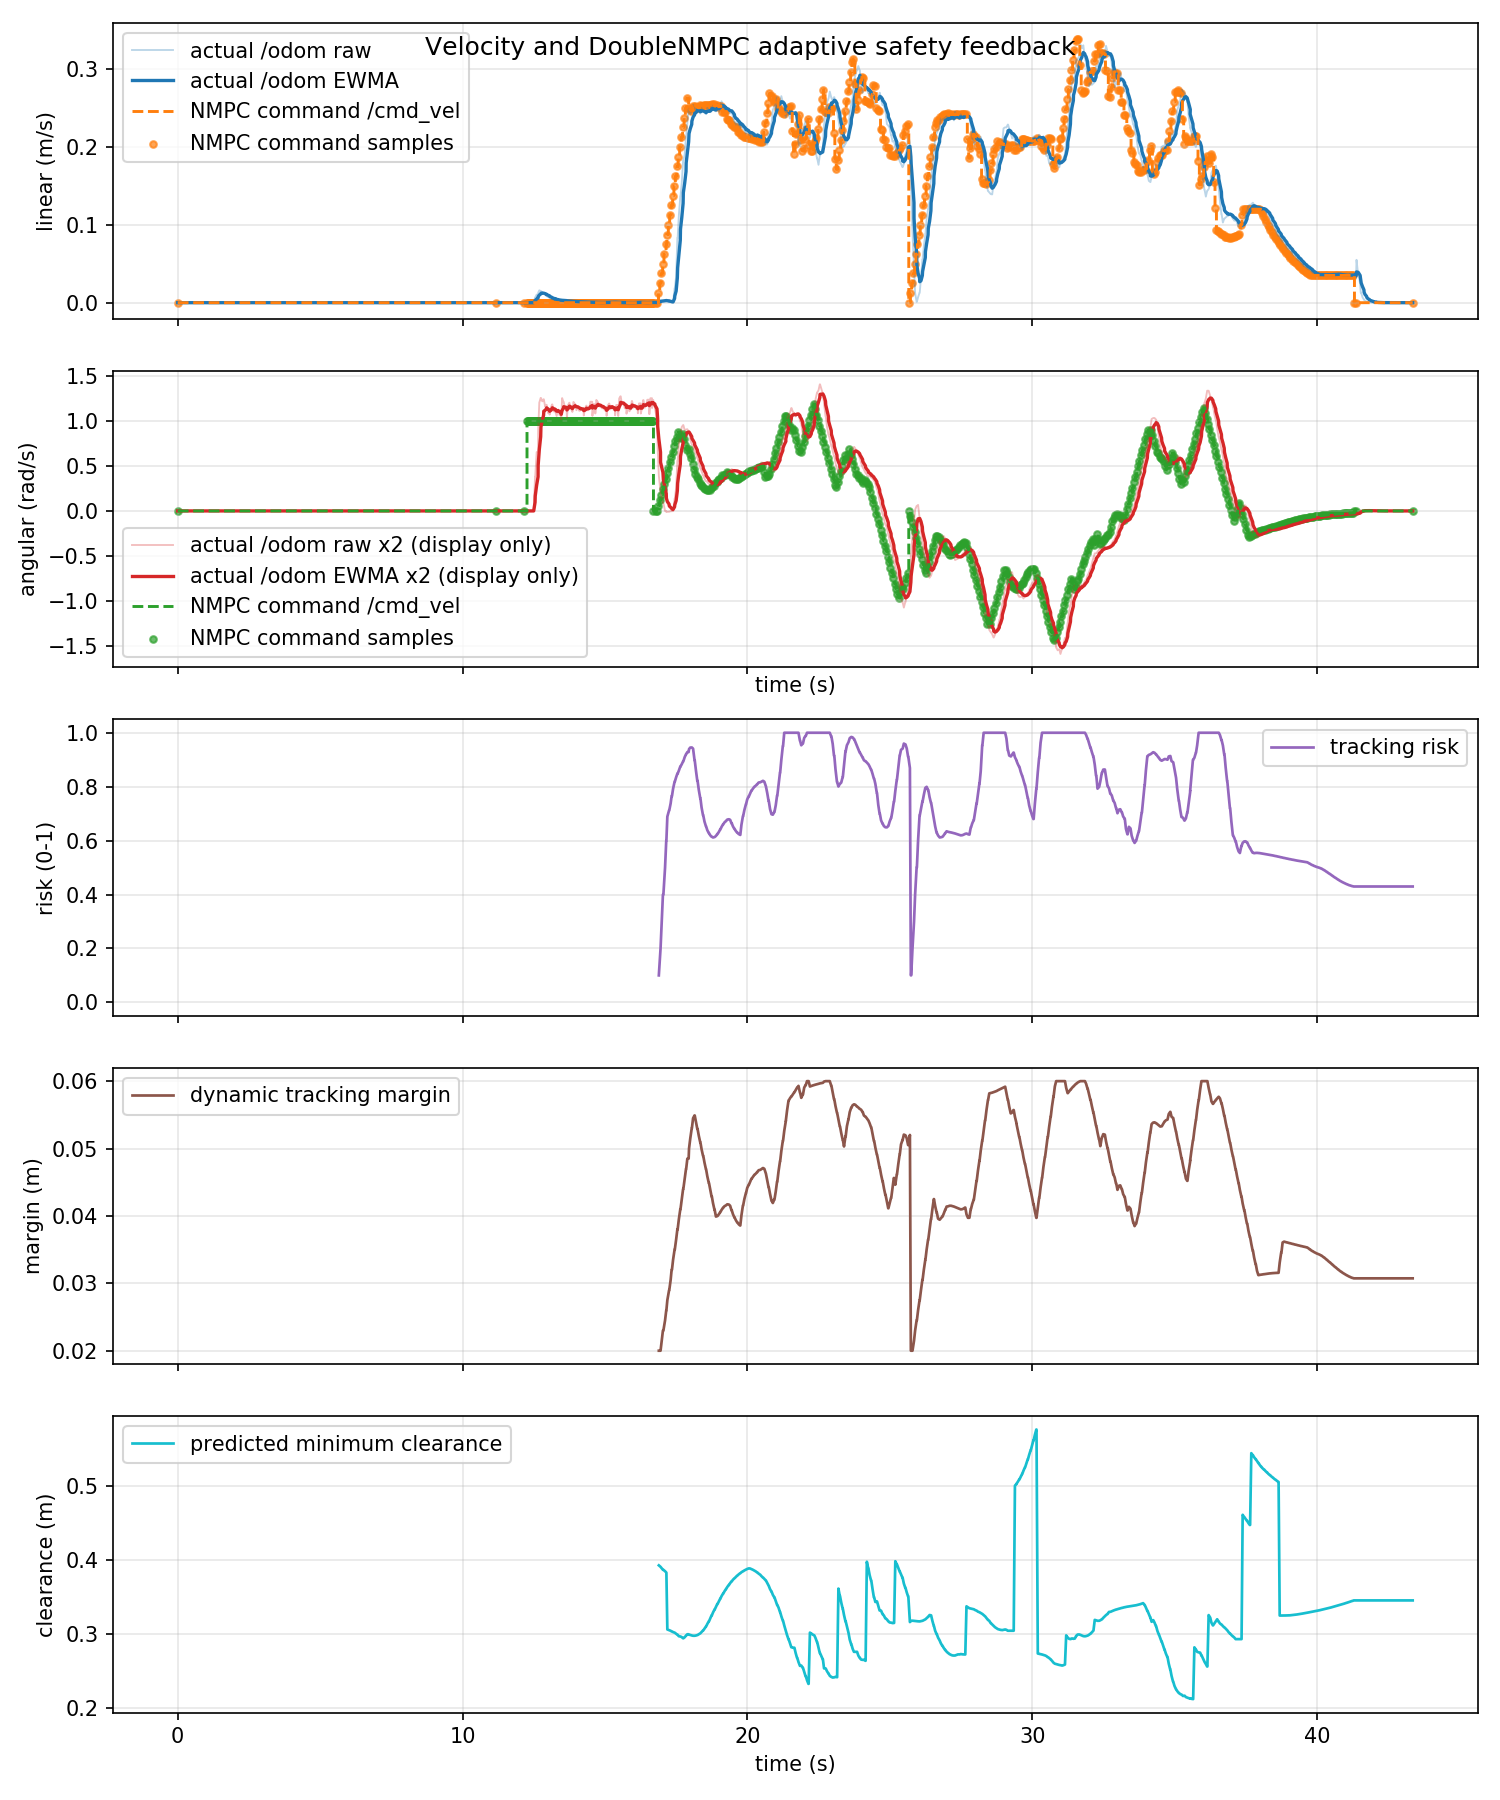 Velocity and DoubleNMPC adaptive safety feedback
actual /odom raw
actual /odom EWMA
NMPC command /cmd_vel
NMPC command samples
linear (m/s)
0.3
0.2
0.1
0.0
angular (rad/s)
1.5
1.0
0.5
0.0
−0.5
−1.0
−1.5
actual /odom raw x2 (display only)
actual /odom EWMA x2 (display only)
NMPC command /cmd_vel
NMPC command samples
time (s)
risk (0-1)
1.0
0.8
0.6
0.4
0.2
0.0
tracking risk
margin (m)
0.06
0.05
0.04
0.03
0.02
dynamic tracking margin
clearance (m)
0.5
0.4
0.3
0.2
predicted minimum clearance
0 10 20 30 40
time (s)